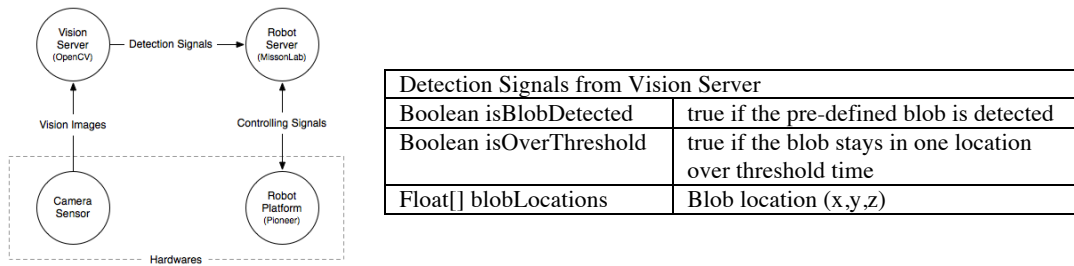 Vision
Server
(OpenCV)
Detection Signals
Robot
Server
(MissonLab)
Vision Images
Controlling Signals
Camera
Sensor
Robot
Platform
(Pioneer)
Hardwares
Detection Signals from Vision Server
Boolean isBlobDetected
true if the pre-defined blob is detected
Boolean isOverThreshold
true if the blob stays in one location
over threshold time
Float[] blobLocations
Blob location (x,y,z)